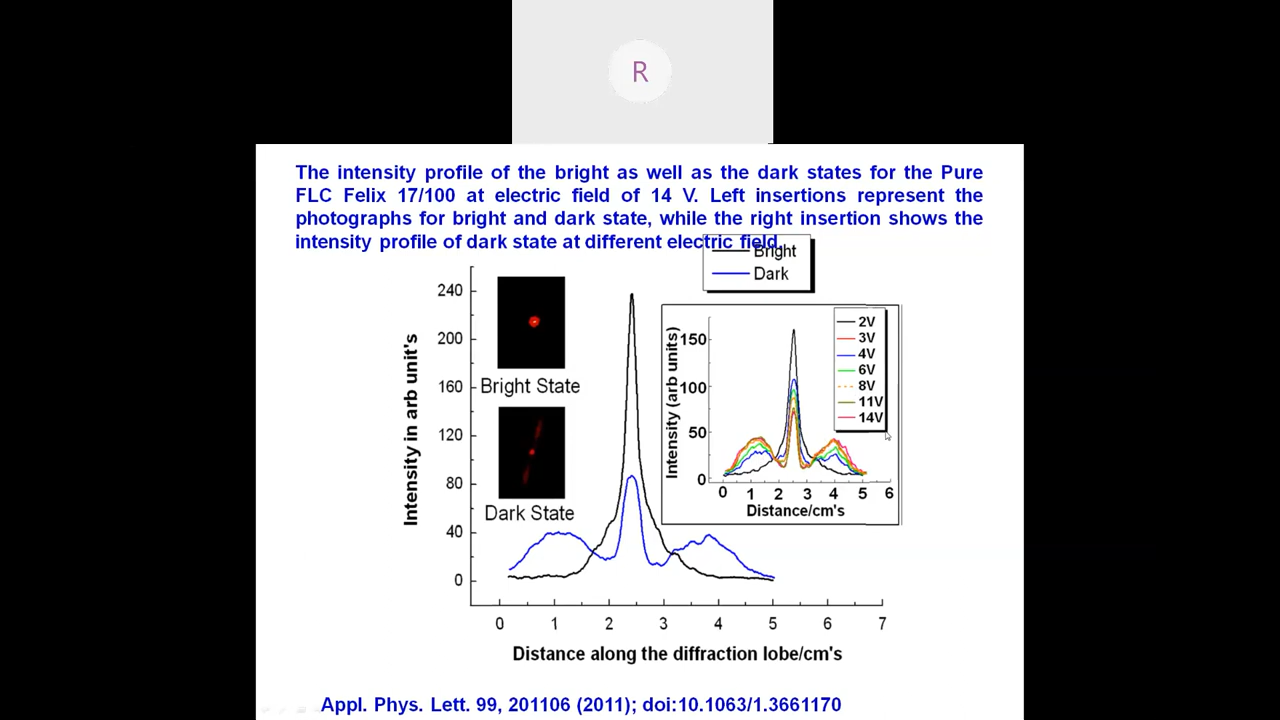 R
The intensity profile of the bright as well as the dark states for the Pure
FLC Felix 17/100 at electric field of 14 V. Left insertions represent the
photographs for bright and dark state, while the right insertion shows the
intensity profile of dark state at different electric field.
Bright
Dark
240
200
160
120
80
40
0
Intensity in arb unit's
Bright State
Dark State
0 1 2 3 4 5 6 7
Distance along the diffraction lobe/cm's
150
100
50
0
Intensity (arb units)
2V
3V
4V
6V
8V
11V
14V
0 1 2 3 4 5 6
Distance/cm's
Appl. Phys. Lett. 99, 201106 (2011); doi:10.1063/1.3661170